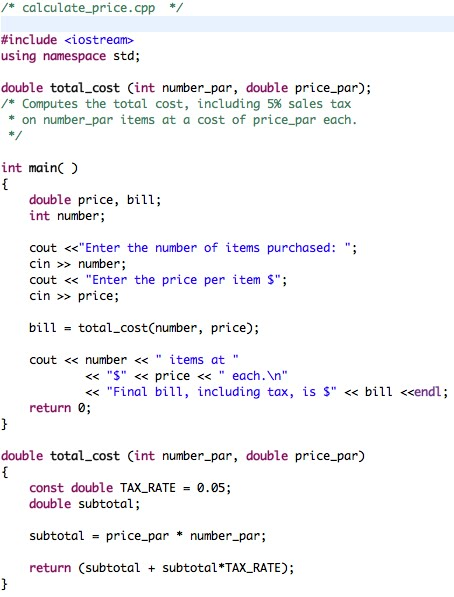 /* calculate_price.cpp  */
#include <iostream>
using namespace std;
double total_cost (int number_par, double price_par);
/* Computes the total cost, including 5% sales tax
 * on number_par items at a cost of price_par each.
 */
int main( )
{
    double price, bill;
    int number;
    cout <<"Enter the number of items purchased: ";
    cin >> number;
    cout << "Enter the price per item $";
    cin >> price;
    bill = total_cost(number, price);
    cout << number << " items at "
            << "$" << price << " each.\n"
            << "Final bill, including tax, is $" << bill <<endl;
    return 0;
}
double total_cost (int number_par, double price_par)
{
    const double TAX_RATE = 0.05;
    double subtotal;
    subtotal = price_par * number_par;
    return (subtotal + subtotal*TAX_RATE);
}